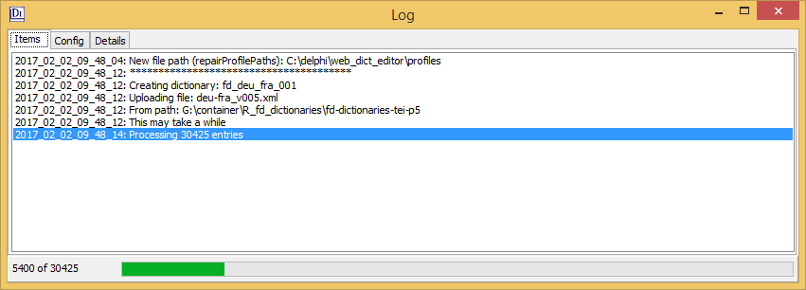 Log
Items Config Details
2017_02_02_09_48_04: New file path (repairProfilePaths): C:\delphi\web_dict_editor\profiles
2017_02_02_09_48_12: ***************************************
2017_02_02_09_48_12: Creating dictionary: fd_deu_fra_001
2017_02_02_09_48_12: Uploading file: deu-fra_v005.xml
2017_02_02_09_48_12: From path: G:\container\R_fd_dictionaries\fd-dictionaries-tei-p5
2017_02_02_09_48_12: This may take a while
2017_02_02_09_48_14: Processing 30425 entries
5400 of 30425